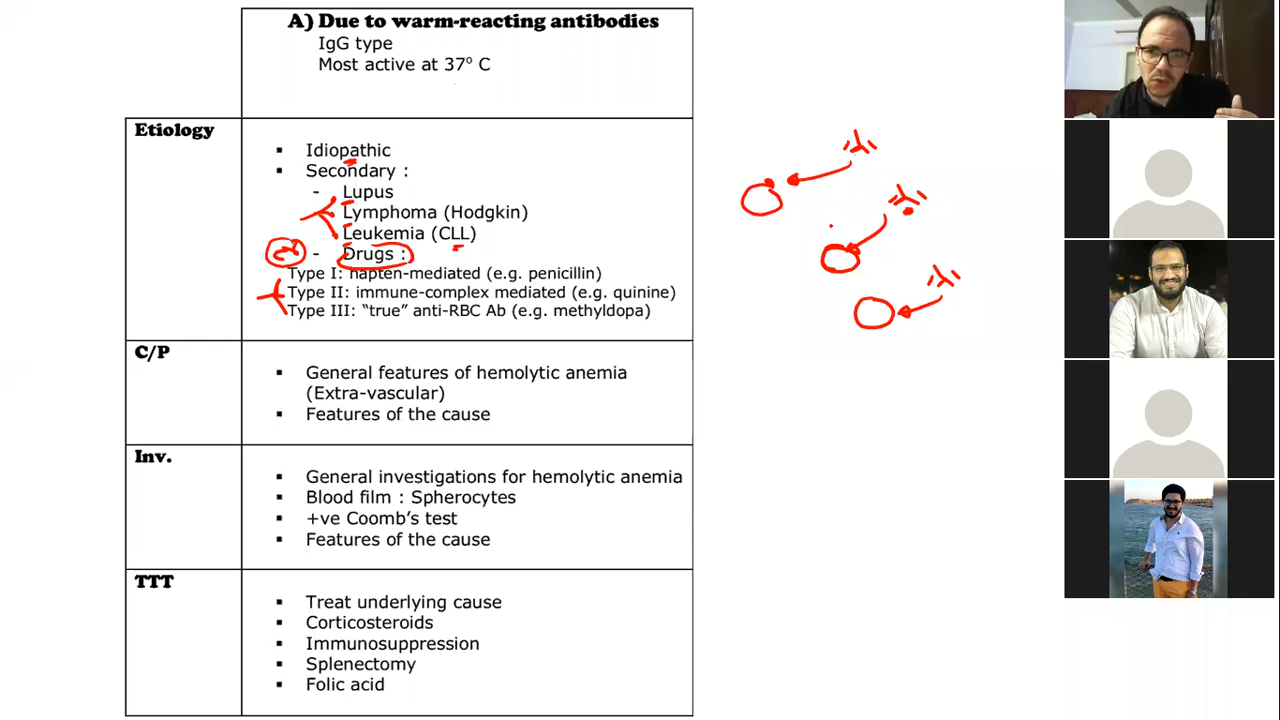 A) Due to warm-reacting antibodies
IgG type
Most active at 37º C
Etiology
▪ Idiopathic
▪ Secondary :
- Lupus
Lymphoma (Hodgkin)
Leukemia (CLL)
- Drugs :
Type I: hapten-mediated (e.g. penicillin)
Type II: immune-complex mediated (e.g. quinine)
Type III: “true” anti-RBC Ab (e.g. methyldopa)
C/P
▪ General features of hemolytic anemia
(Extra-vascular)
▪ Features of the cause
Inv.
▪ General investigations for hemolytic anemia
▪ Blood film : Spherocytes
▪ +ve Coomb’s test
▪ Features of the cause
TTT
▪ Treat underlying cause
▪ Corticosteroids
▪ Immunosuppression
▪ Splenectomy
▪ Folic acid